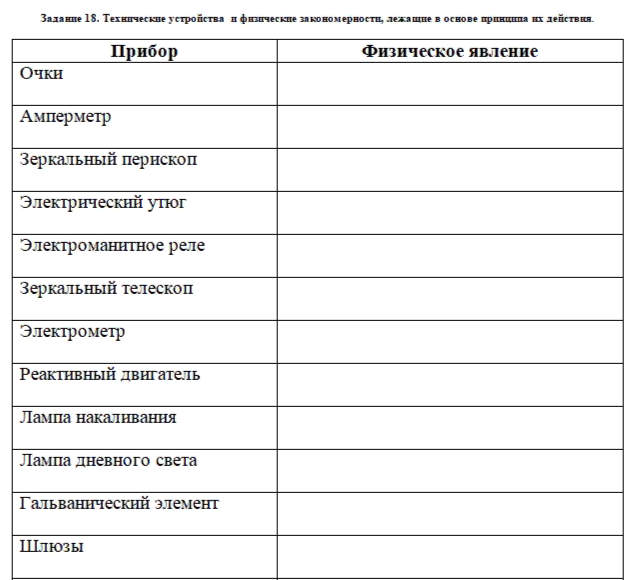 Задание 18. Технические устройства и физические закономерности, лежащие в основе принципа их действия.
Прибор Физическое явление
Очки
Амперметр
Зеркальный перископ
Электрический утюг
Электроманитное реле
Зеркальный телескоп
Электрометр
Реактивный двигатель
Лампа накаливания
Лампа дневного света
Гальванический элемент
Шлюзы